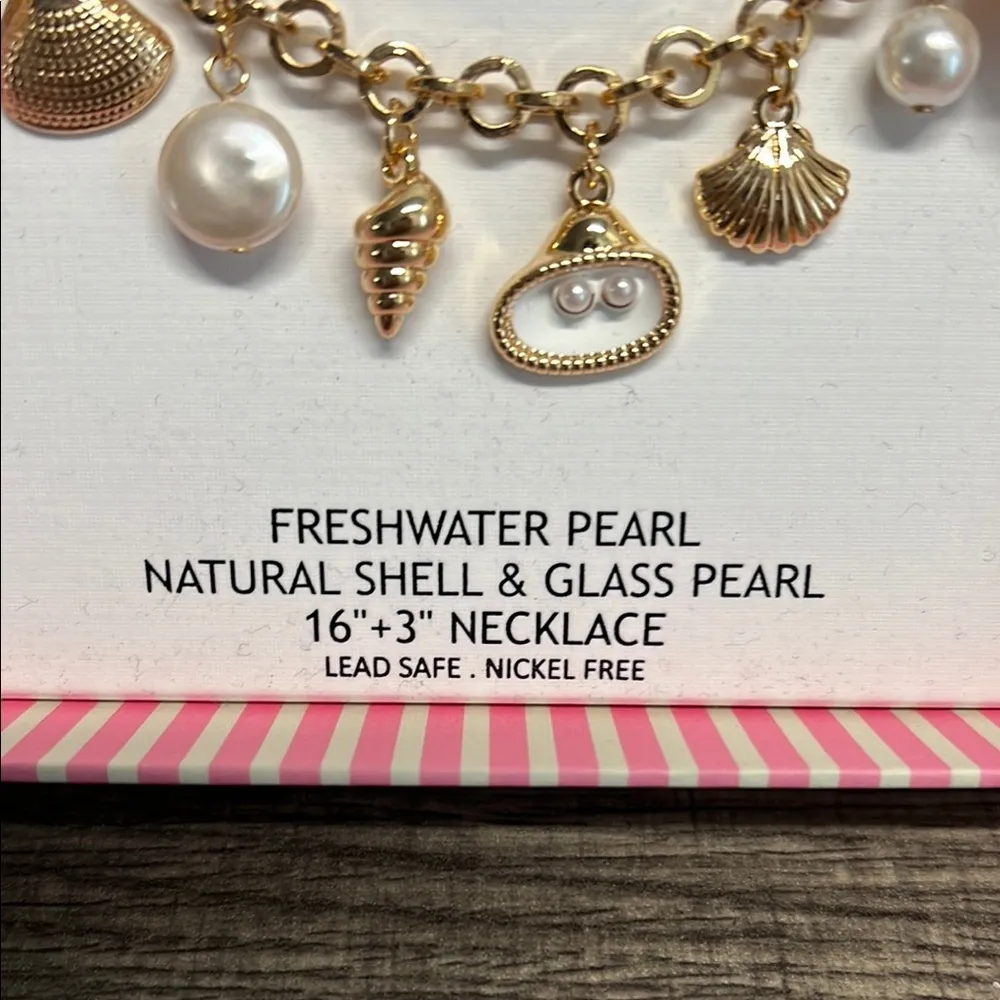 FRESHWATER PEARL
NATURAL SHELL & GLASS PEARL
16"+3" NECKLACE
LEAD SAFE . NICKEL FREE